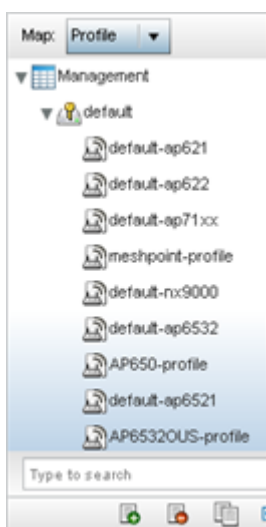 Map: Profile
Management
default
default-ap621
default-ap622
default-ap71xx
meshpoint-profile
default-nx9000
default-ap6532
AP650-profile
default-ap6521
AP6532OUS-profile
Type to search